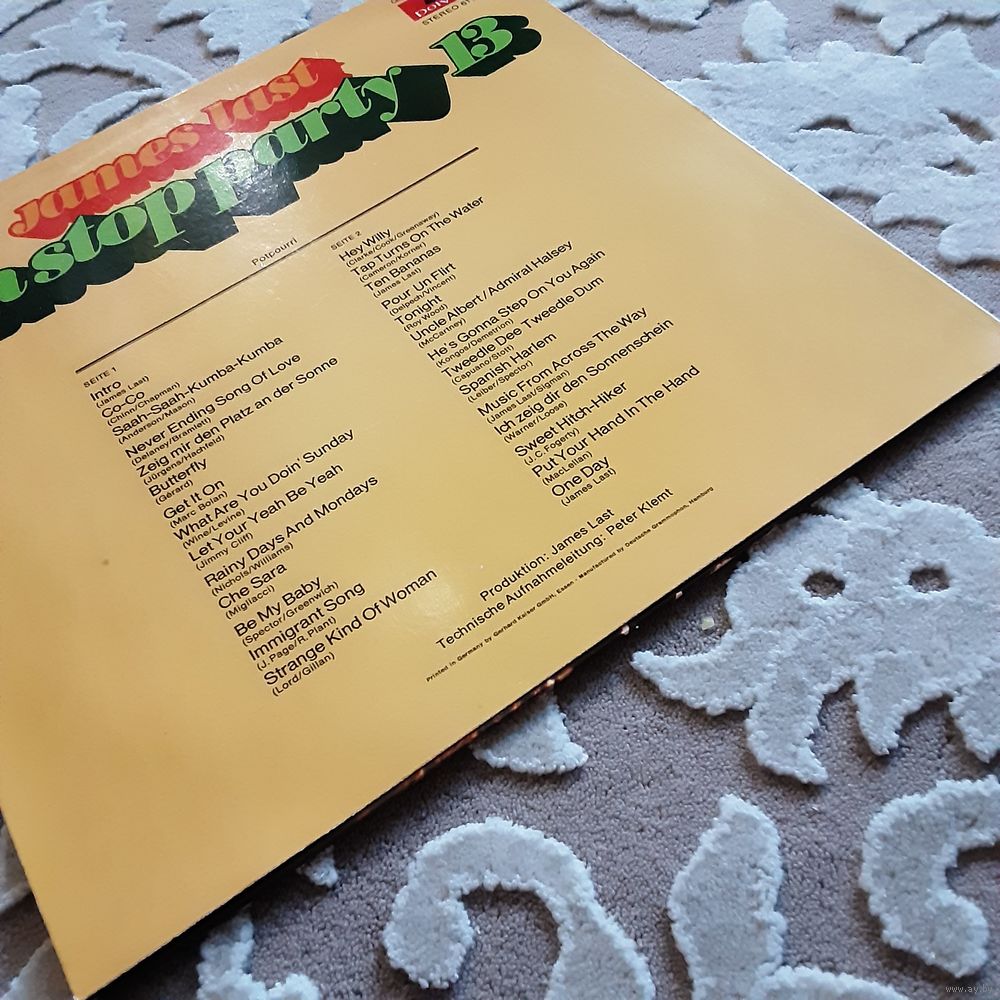 STEREO
james last
stop party 13
Potpourri
SEITE 1
Intro
(James Last)
Co-Co
(Chinn/Chapman)
Saah-Saah-Kumba-Kumba
(Anderson/Mason)
Never Ending Song Of Love
(Delaney/Bramlett)
Zeig mir den Platz an der Sonne
(Jürgens/Hachfeld)
Butterfly
(Gérard)
Get It On
(Marc Bolan)
What Are You Doin' Sunday
(Wine/Levine)
Let Your Yeah Be Yeah
(Jimmy Cliff)
Rainy Days And Mondays
(Nichols/Williams)
Che Sara
(Migliacci)
Be My Baby
(Spector/Greenwich)
Immigrant Song
(J.Page/R.Plant)
Strange Kind Of Woman
(Lord/Gillan)
SEITE 2
Hey Willy
(Clarke/Cook/Greenaway)
Tap Turns On The Water
(Cameron/Korner)
Ten Bananas
(James Last)
Pour Un Flirt
(Delpech/Vincent)
Tonight
(Roy Wood)
Uncle Albert/Admiral Halsey
(McCartney)
He's Gonna Step On You Again
(Kongos/Demetrion)
Tweedle Dee Tweedle Dum
(Capuano/Stott)
Spanish Harlem
(Leiber/Spector)
Music From Across The Way
(James Last/Sigman)
Ich zeig dir den Sonnenschein
(Warner/Loose)
Sweet Hitch-Hiker
(J.C.Fogerty)
Put Your Hand In The Hand
(MacLellan)
One Day
(James Last)
Produktion: James Last
Technische Aufnahmeleitung: Peter Klemt
Printed in Germany by Gerhard Kaiser GmbH, Essen · Manufactured by Deutsche Grammophon, Hamburg
www.ay.by